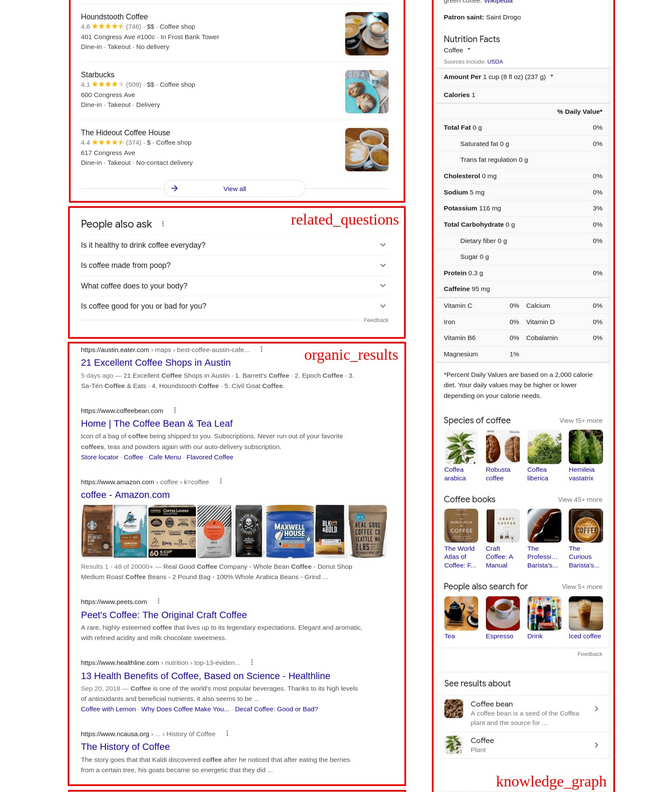 Houndstooth Coffee
4.6 (746) · $$ · Coffee shop
401 Congress Ave #100c · In Frost Bank Tower
Dine-in · Takeout · No delivery
Starbucks
4.1 (509) · $$ · Coffee shop
600 Congress Ave
Dine-in · Takeout · Delivery
The Hideout Coffee House
4.4 (374) · $ · Coffee shop
617 Congress Ave
Dine-in · Takeout · No-contact delivery
View all
People also ask
related_questions
Is it healthy to drink coffee everyday?
Is coffee made from poop?
What coffee does to your body?
Is coffee good for you or bad for you?
Feedback
https://austin.eater.com › maps › best-coffee-austin-cafe...
organic_results
21 Excellent Coffee Shops in Austin
5 days ago — 21 Excellent Coffee Shops in Austin · 1. Barrett's Coffee · 2. Epoch Coffee · 3.
Sa-Tén Coffee & Eats · 4. Houndstooth Coffee · 5. Civil Goat Coffee.
https://www.coffeebean.com
Home | The Coffee Bean & Tea Leaf
Icon of a bag of coffee being shipped to you. Subscriptions. Never run out of your favorite
coffees, teas and powders again with our auto-delivery subscription.
Store locator · Coffee · Cafe Menu · Flavored Coffee
https://www.amazon.com › coffee › k=coffee
coffee - Amazon.com
MAXWELL HOUSE
BLK & BOLD
REAL GOOD COFFEE CO
Results 1 - 48 of 20000+ — Real Good Coffee Company - Whole Bean Coffee - Donut Shop
Medium Roast Coffee Beans - 2 Pound Bag - 100% Whole Arabica Beans - Grind ...
https://www.peets.com
Peet's Coffee: The Original Craft Coffee
A rare, highly esteemed coffee that lives up to its legendary expectations. Elegant and aromatic,
with refined acidity and milk chocolate sweetness.
https://www.healthline.com › nutrition › top-13-eviden...
13 Health Benefits of Coffee, Based on Science - Healthline
Sep 20, 2018 — Coffee is one of the world's most popular beverages. Thanks to its high levels
of antioxidants and beneficial nutrients, it also seems to be ...
Coffee with Lemon · Why Does Coffee Make You... · Decaf Coffee: Good or Bad?
https://www.ncausa.org › ... › History of Coffee
The History of Coffee
The story goes that that Kaldi discovered coffee after he noticed that after eating the berries
from a certain tree, his goats became so energetic that they did ...
green coffee. Wikipedia
Patron saint: Saint Drogo
Nutrition Facts
Coffee
Sources include: USDA
Amount Per 1 cup (8 fl oz) (237 g)
Calories 1
% Daily Value*
Total Fat 0 g 0%
Saturated fat 0 g 0%
Trans fat regulation 0 g
Cholesterol 0 mg 0%
Sodium 5 mg 0%
Potassium 116 mg 3%
Total Carbohydrate 0 g 0%
Dietary fiber 0 g 0%
Sugar 0 g
Protein 0.3 g 0%
Caffeine 95 mg
Vitamin C 0% Calcium 0%
Iron 0% Vitamin D 0%
Vitamin B6 0% Cobalamin 0%
Magnesium 1%
*Percent Daily Values are based on a 2,000 calorie
diet. Your daily values may be higher or lower
depending on your calorie needs.
Species of coffee View 15+ more
Coffea arabica
Robusta coffee
Coffea liberica
Hemileia vastatrix
Coffee books View 45+ more
The World Atlas of Coffee: F...
Craft Coffee: A Manual
The Professi... Barista's...
The Curious Barista's...
People also search for View 5+ more
Tea Espresso Drink Iced coffee
Feedback
See results about
Coffee bean
A coffee bean is a seed of the Coffea
plant and the source for ...
Coffee
Plant
knowledge_graph